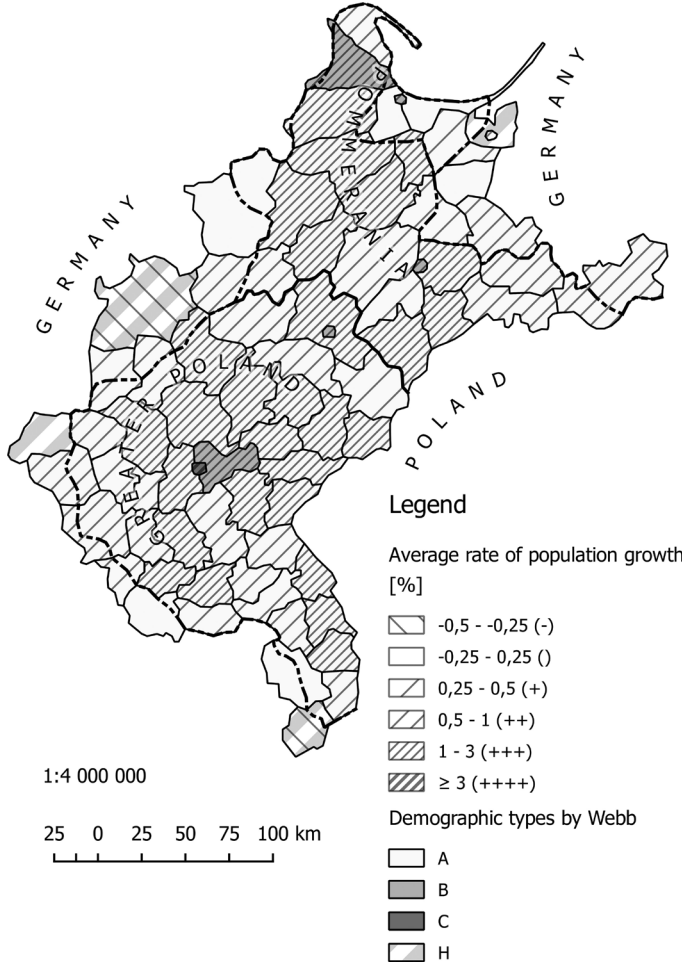 POMMERANIA
GERMANY
GERMANY
GREATER POLAND
POLAND
Legend
Average rate of population growth
[%]
-0,5 - -0,25 (-)
-0,25 - 0,25 ()
0,25 - 0,5 (+)
0,5 - 1 (++)
1 - 3 (+++)
≥ 3 (++++)
1:4 000 000
Demographic types by Webb
25 0 25 50 75 100 km
A
B
C
H